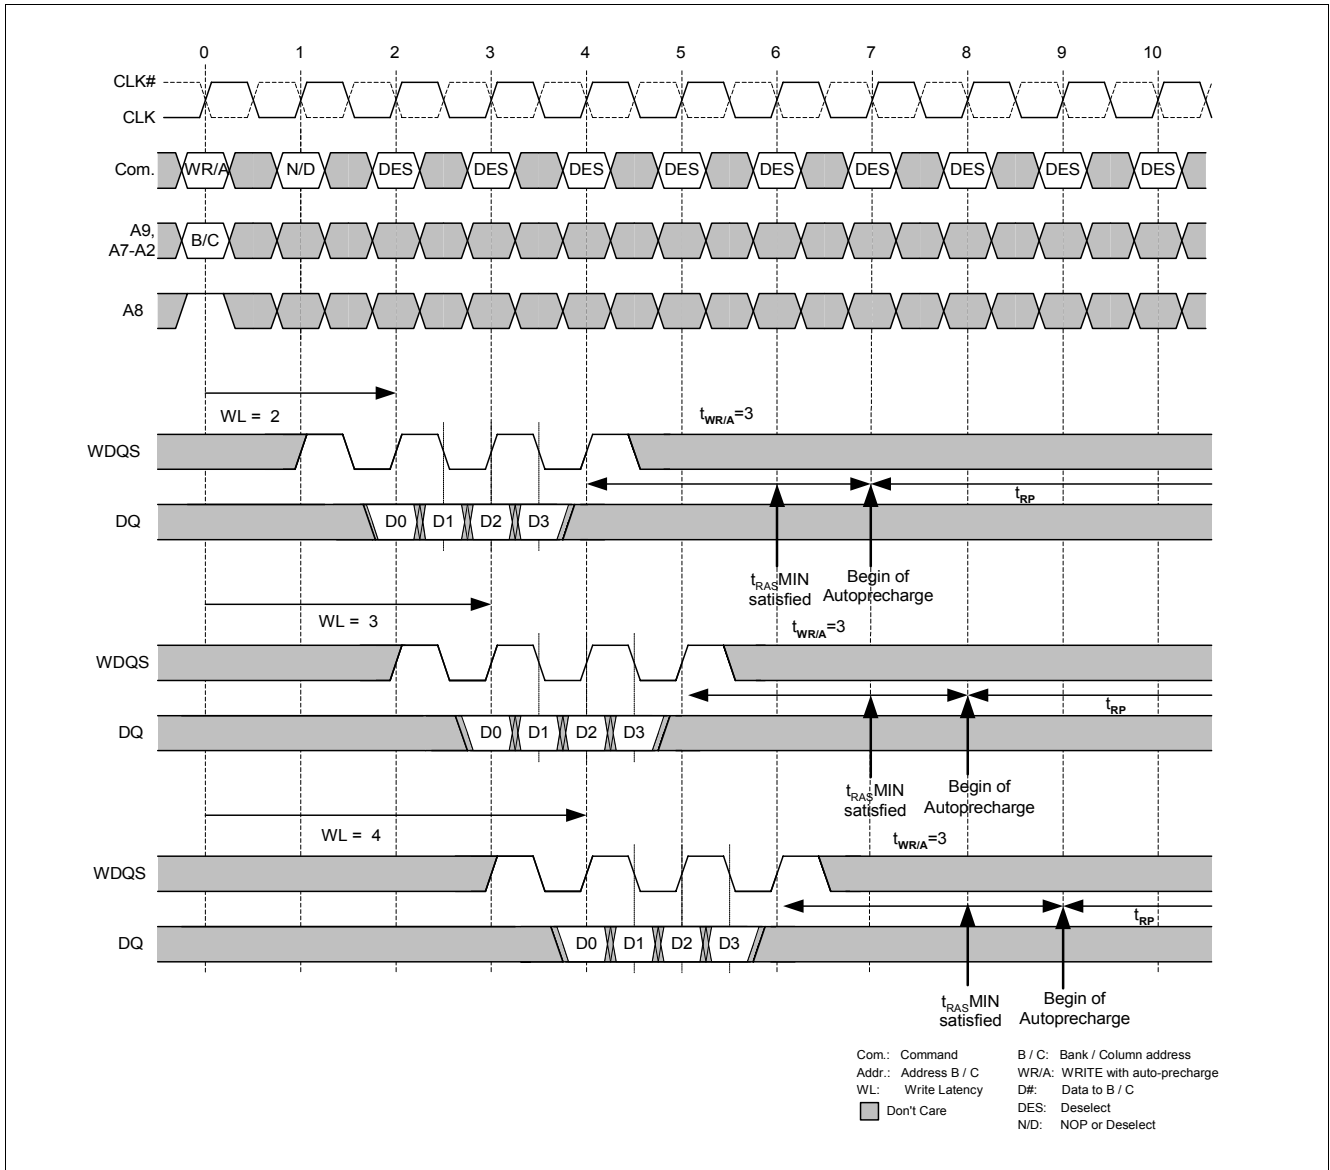 0 1 2 3 4 5 6 7 8 9 10
CLK#
CLK
Com. WR/A N/D DES DES DES DES DES DES DES DES DES
A9,
A7-A2 B/C
A8
WL = 2 tWR/A=3
WDQS
tRP
DQ D0 D1 D2 D3
tRASMIN
satisfied
Begin of
Autoprecharge
WL = 3 tWR/A=3
WDQS
tRP
DQ D0 D1 D2 D3
tRASMIN
satisfied
Begin of
Autoprecharge
WL = 4 tWR/A=3
WDQS
tRP
DQ D0 D1 D2 D3
tRASMIN
satisfied
Begin of
Autoprecharge
Com.: Command
Addr.: Address B / C
WL: Write Latency
Don't Care
B / C: Bank / Column address
WR/A: WRITE with auto-precharge
D#: Data to B / C
DES: Deselect
N/D: NOP or Deselect